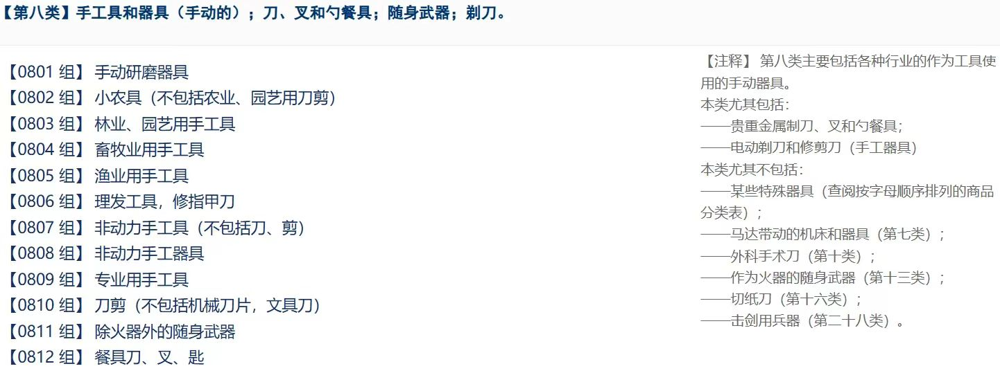 【第八类】手工具和器具（手动的）；刀、叉和勺餐具；随身武器；剃刀。
【0801 组】 手动研磨器具
【0802 组】 小农具（不包括农业、园艺用刀剪）
【0803 组】 林业、园艺用手工具
【0804 组】 畜牧业用手工具
【0805 组】 渔业用手工具
【0806 组】 理发工具，修指甲刀
【0807 组】 非动力手工具（不包括刀、剪）
【0808 组】 非动力手工器具
【0809 组】 专业用手工具
【0810 组】 刀剪（不包括机械刀片，文具刀）
【0811 组】 除火器外的随身武器
【0812 组】 餐具刀、叉、匙
【注释】 第八类主要包括各种行业的作为工具使
用的手动器具。
本类尤其包括：
——贵重金属制刀、叉和勺餐具；
——电动剃刀和修剪刀（手工器具）
本类尤其不包括：
——某些特殊器具（查阅按字母顺序排列的商品
分类表）；
——马达带动的机床和器具（第七类）；
——外科手术刀（第十类）；
——作为火器的随身武器（第十三类）；
——切纸刀（第十六类）；
——击剑用兵器（第二十八类）。